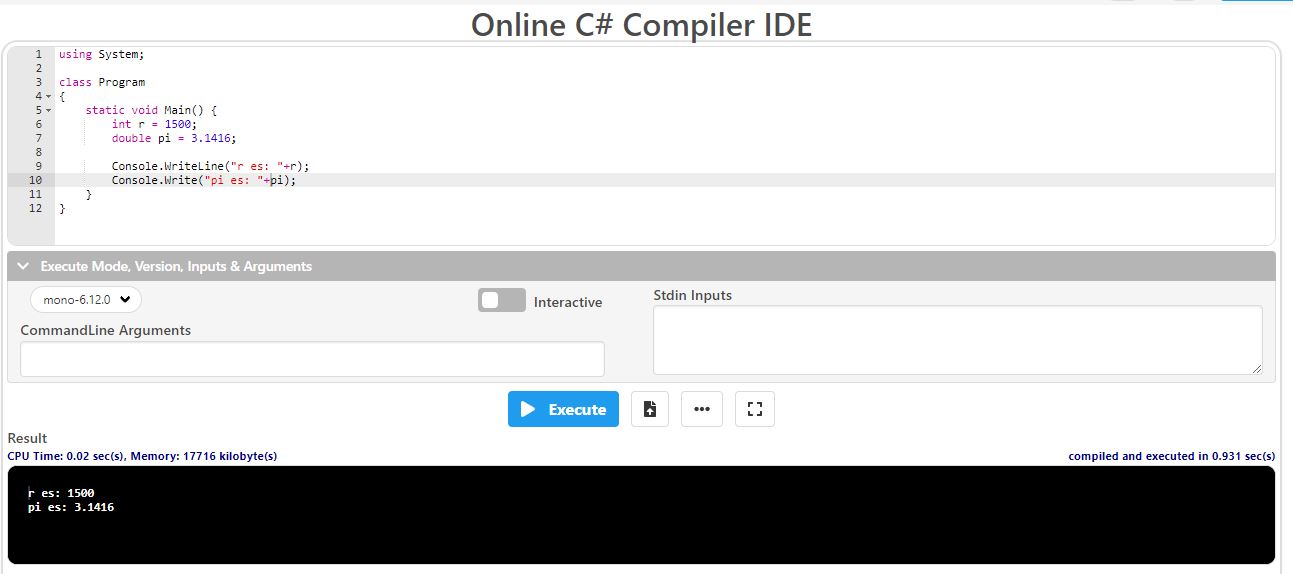 Online C# Compiler IDE
1 using System;
2
3 class Program
4 {
5     static void Main() {
6         int r = 1500;
7         double pi = 3.1416;
8
9         Console.WriteLine("r es: "+r);
10         Console.Write("pi es: "+pi);
11     }
12 }
Execute Mode, Version, Inputs & Arguments
mono-6.12.0
Interactive
Stdin Inputs
CommandLine Arguments
Execute
Result
CPU Time: 0.02 sec(s), Memory: 17716 kilobyte(s)
compiled and executed in 0.931 sec(s)
r es: 1500
pi es: 3.1416